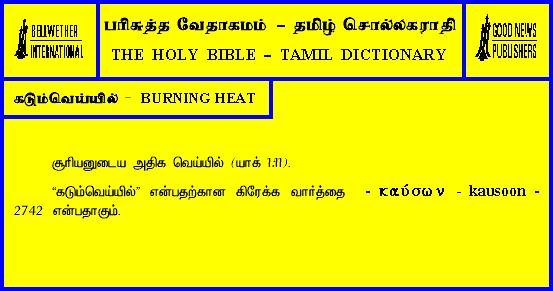 BELLWETHER
INTERNATIONAL
பரிசுத்த வேதாகமம் – தமிழ் சொல்லகராதி
THE HOLY BIBLE – TAMIL DICTIONARY
GOOD NEWS
PUBLISHERS
கடும்வெய்யில் – BURNING HEAT
சூரியனுடைய அதிக வெய்யில் (யாக் 1:11).
“கடும்வெய்யில்” என்பதற்கான கிரேக்க வார்த்தை - καύσων - kausoon -
2742 என்பதாகும்.